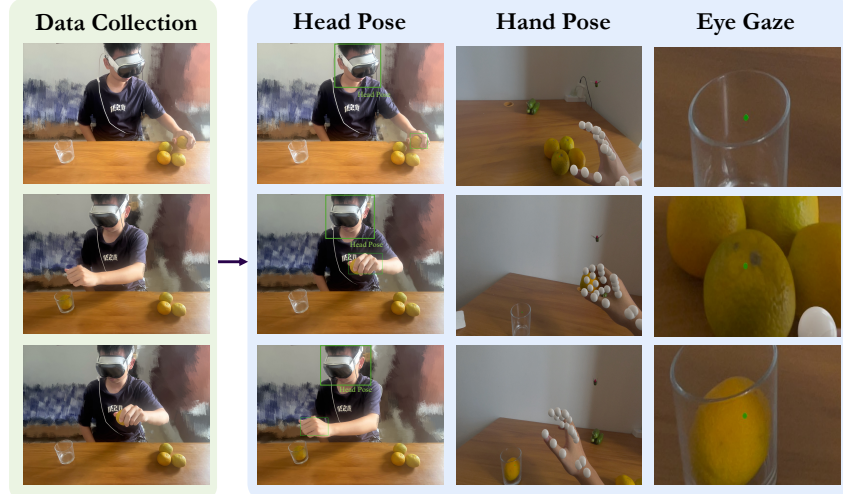 Data Collection
Head Pose
Hand Pose
Eye Gaze
Head Pose
Head Pose
Head Pose